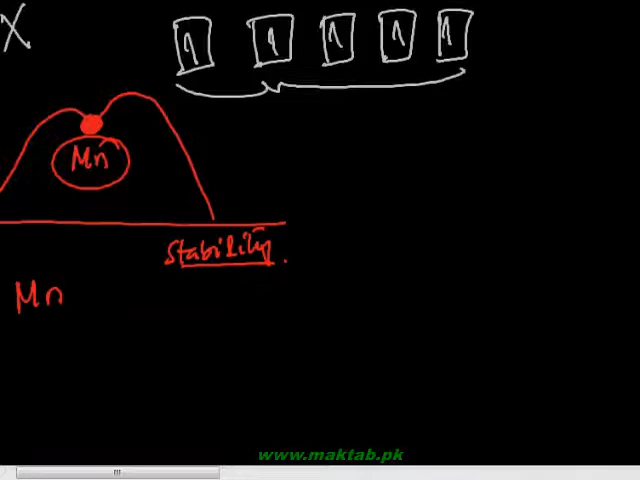 X
1 1 1 1 1
Mn
Stability.
Mn
www.maktab.pk